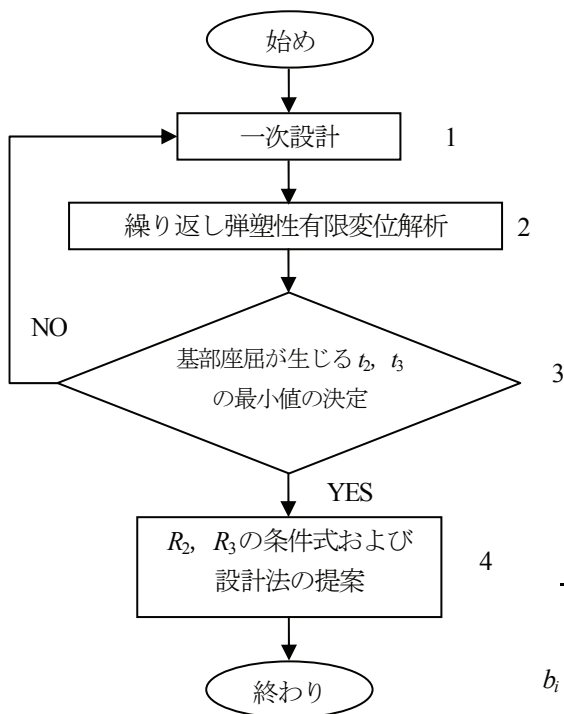 始め
一次設計
1
繰り返し弾塑性有限変位解析
2
NO
基部座屈が生じる t₂, t₃
の最小値の決定
3
YES
R₂, R₃の条件式および
設計法の提案
4
終わり
bᵢ